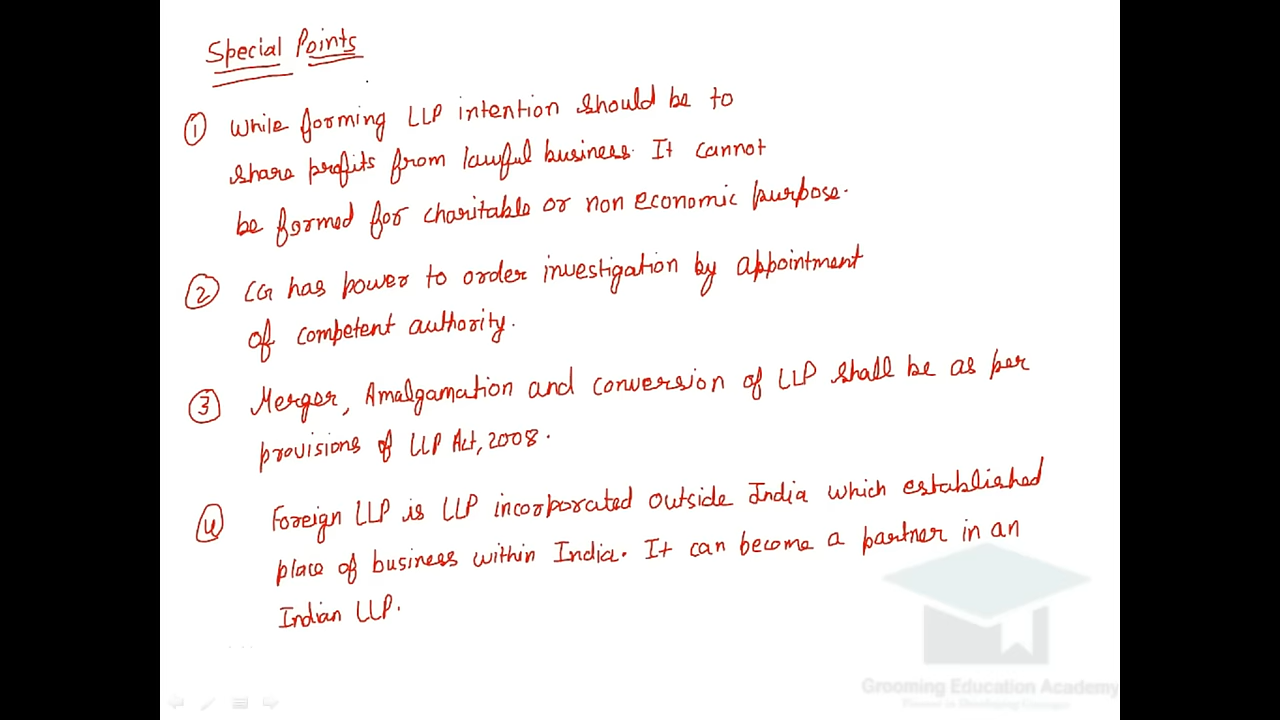 Special Points
① While forming LLP intention should be to
share profits from lawful business. It cannot
be formed for charitable or non economic purpose.
② CG has power to order investigation by appointment
of competent authority.
③ Merger, Amalgamation and conversion of LLP shall be as per
provisions of LLP Act, 2008.
④ Foreign LLP is LLP incorporated outside India which established
place of business within India. It can become a partner in an
Indian LLP.
Grooming Education Academy